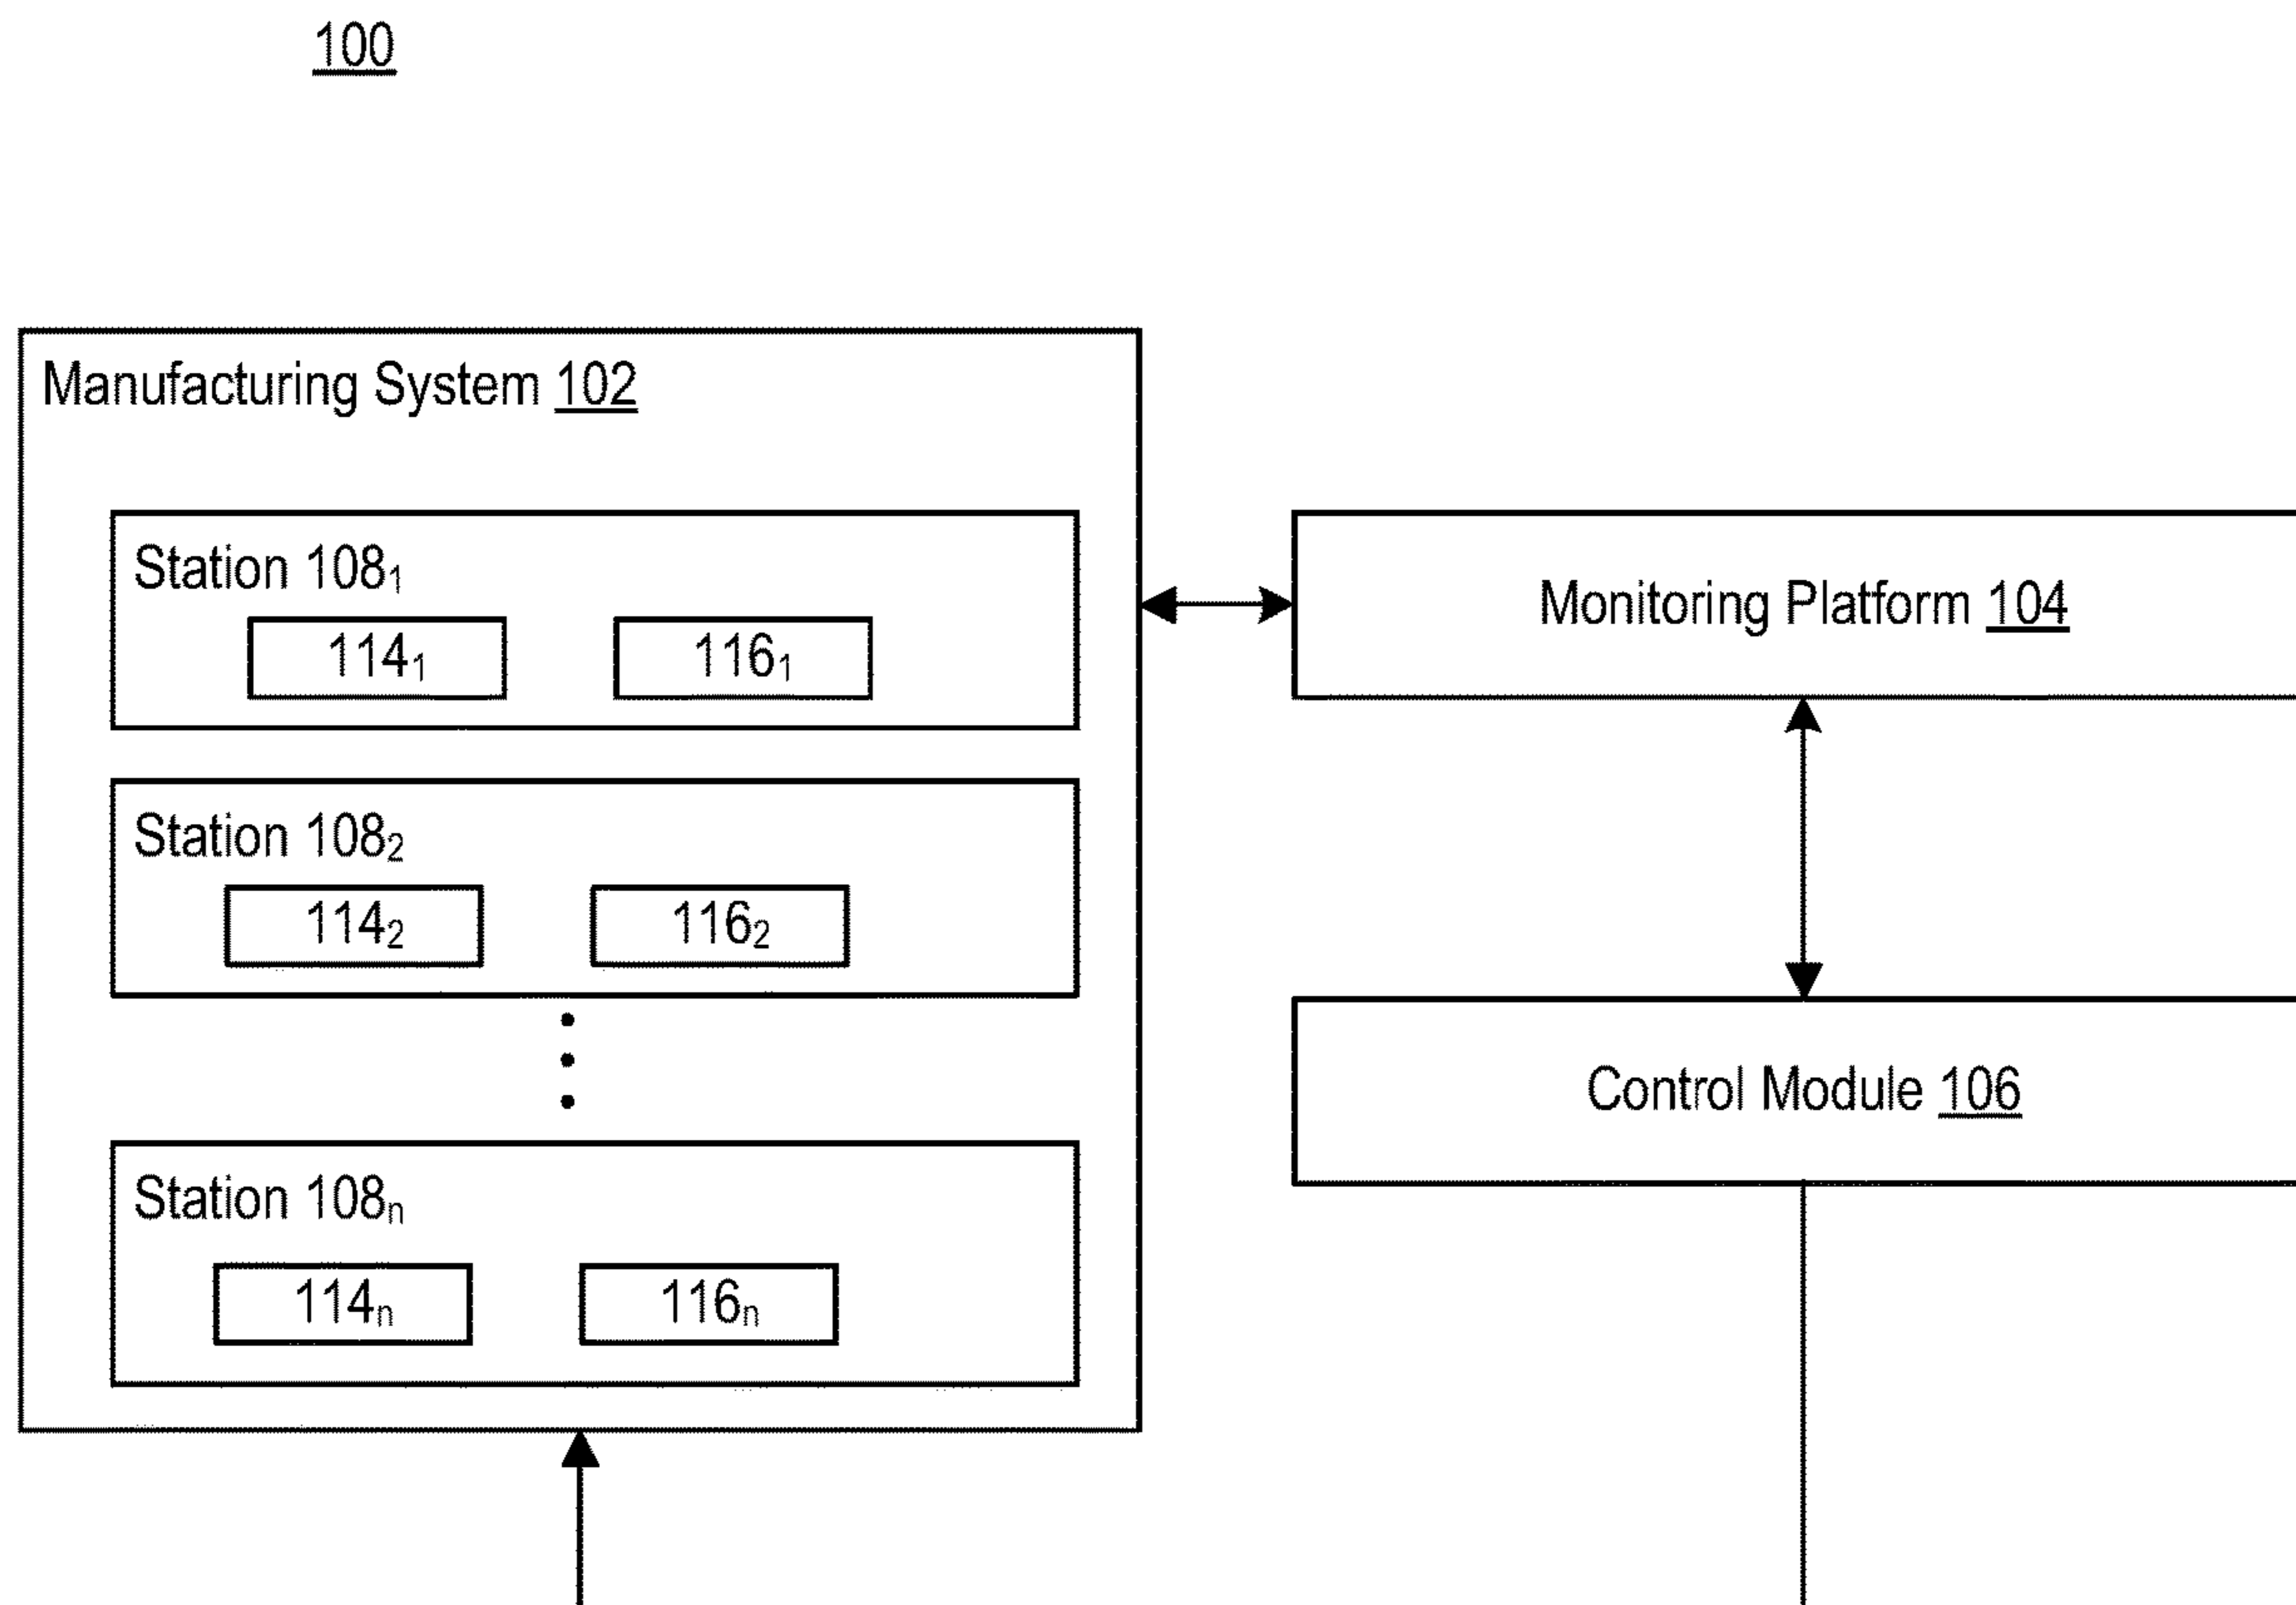 100
Manufacturing System 102
Station 108₁
114₁ 116₁
Monitoring Platform 104
Station 108₂
114₂ 116₂
Control Module 106
Station 108ₙ
114ₙ 116ₙ